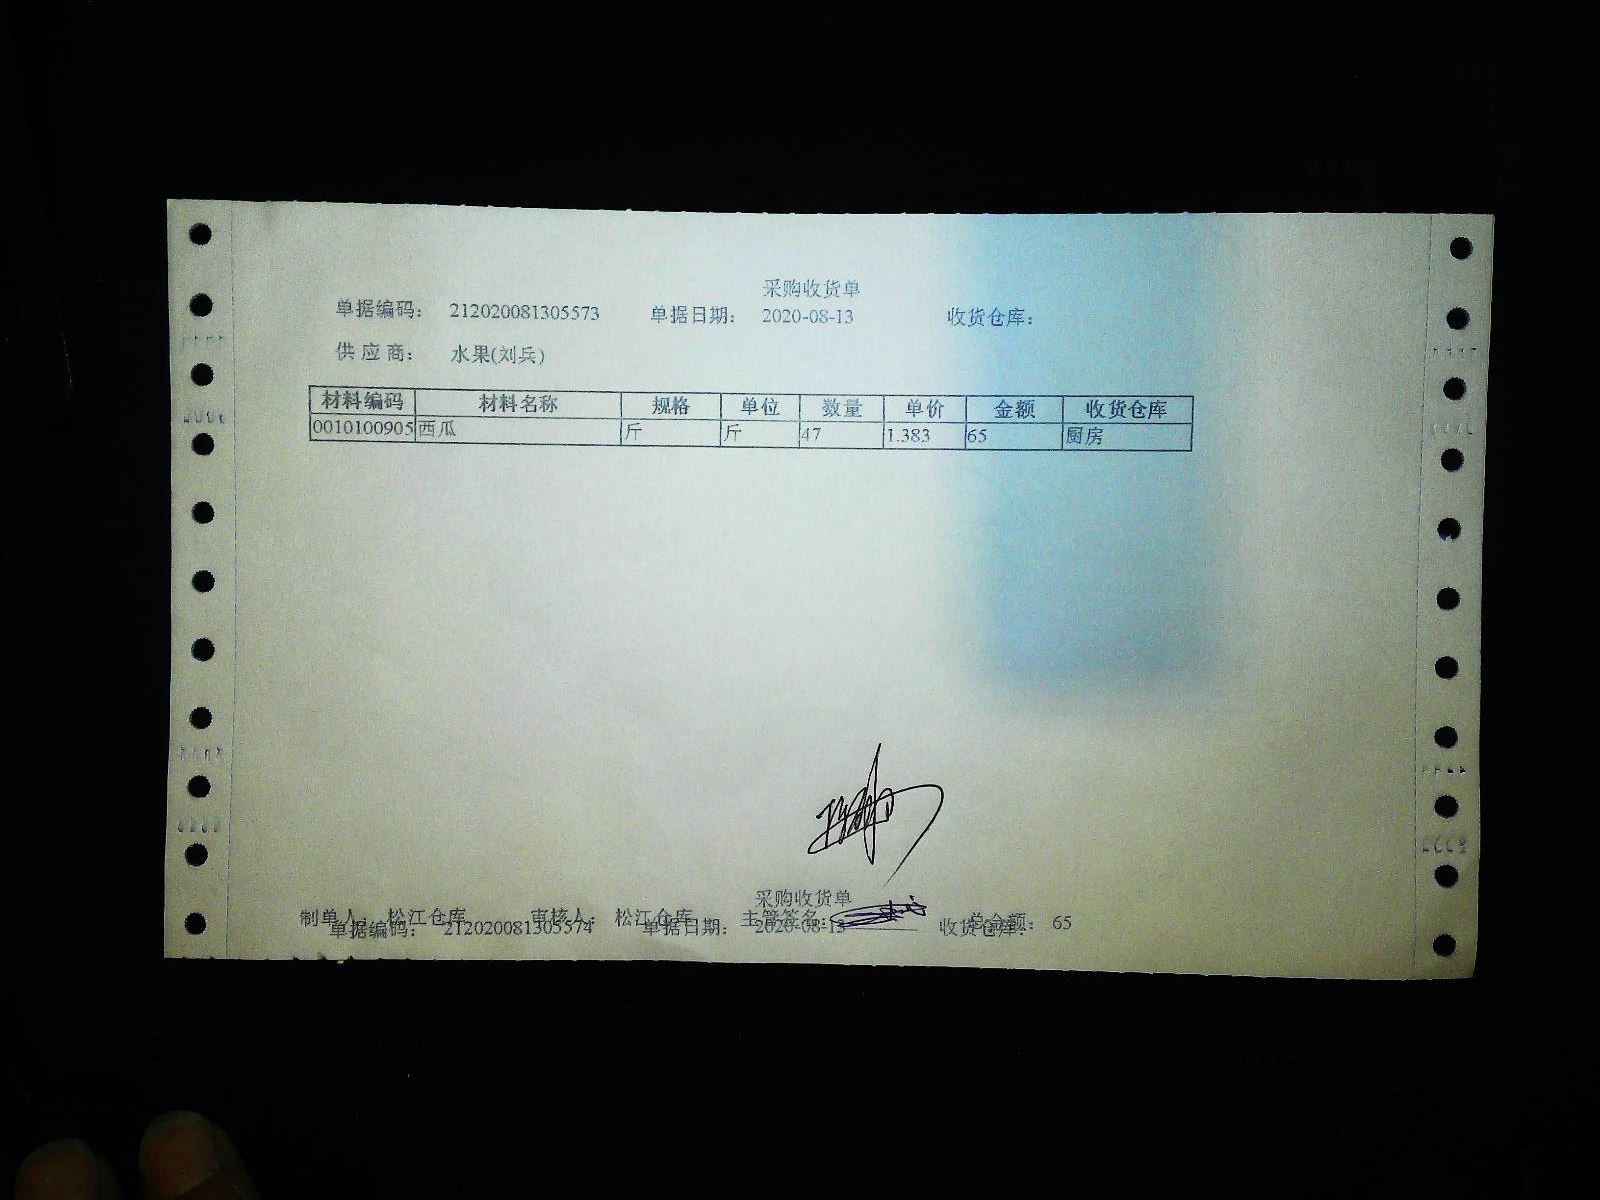 采购收货单
单据编码: 212020081305573 单据日期: 2020-08-13 收货仓库:
供应商: 水果(刘兵)
材料编码 材料名称 规格 单位 数量 单价 金额 收货仓库
0010100905 西瓜 斤 斤 47 1.383 65 厨房
采购收货单
制单人: 松江仓库 审核人: 松江仓库 主管签名: 总金额: 65
单据编码: 212020081305574 单据日期: 2020-08-13 收货仓库: